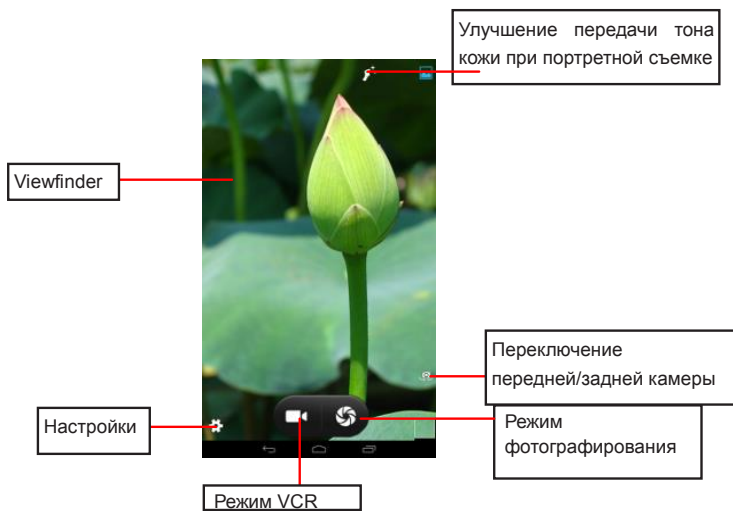 Улучшение передачи тона
кожи при портретной съемке
Viewfinder
Переключение
передней/задней камеры
Настройки
Режим
фотографирования
Режим VCR